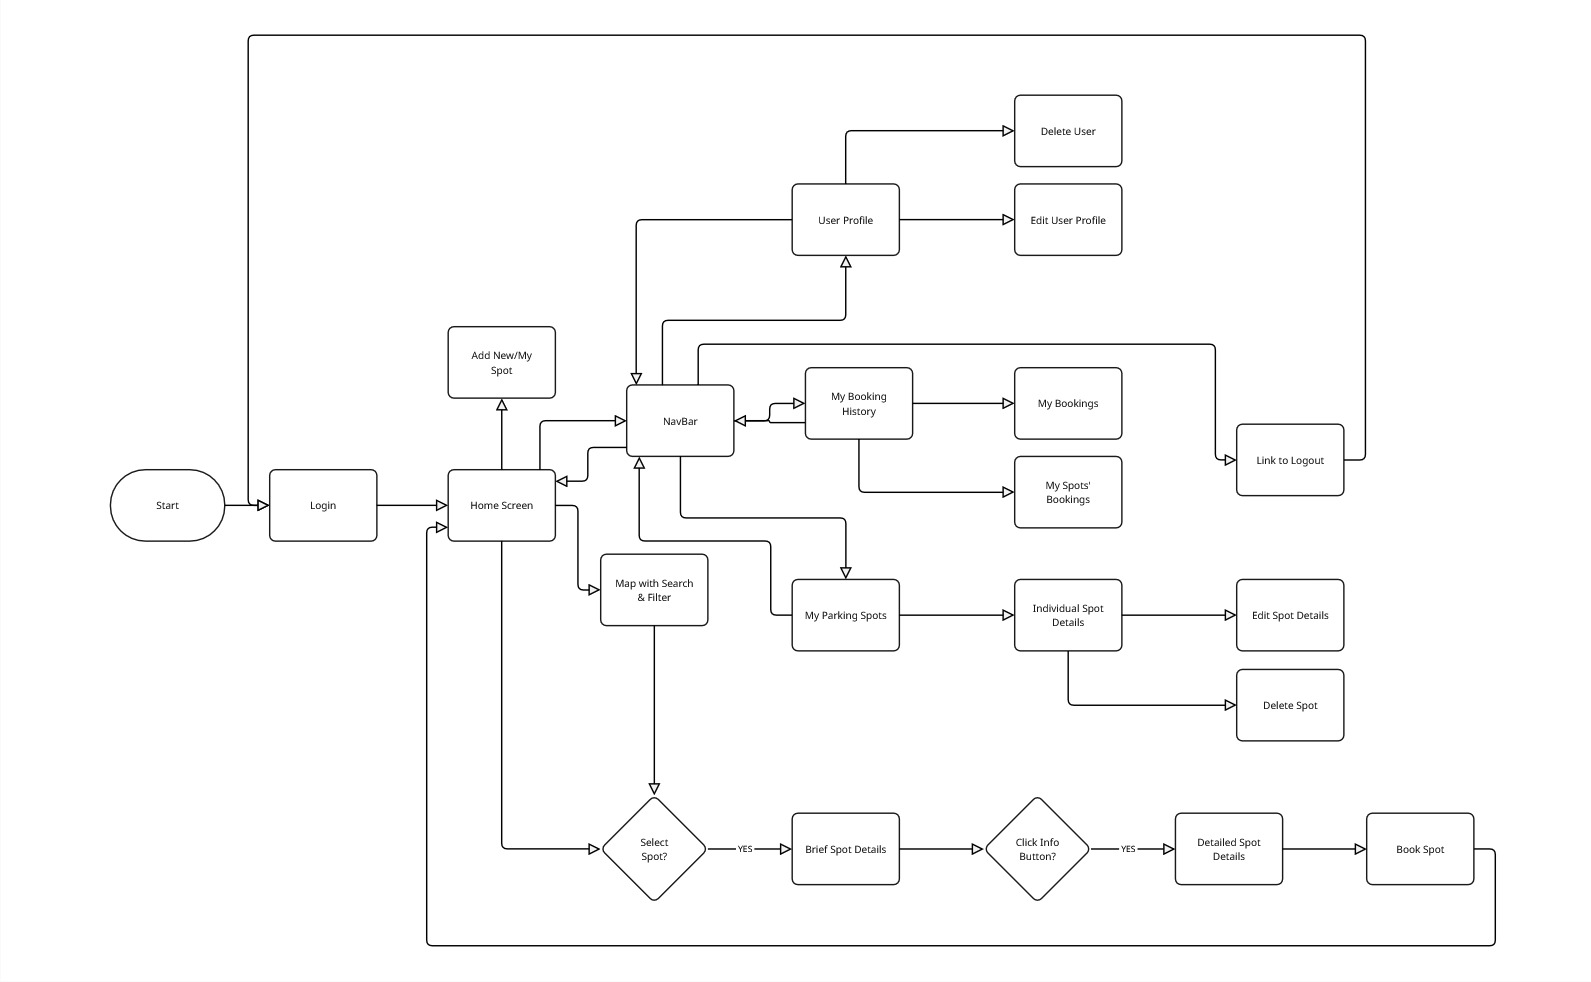 Delete User
User Profile
Edit User Profile
Add New/My
Spot
NavBar
My Booking
History
My Bookings
Link to Logout
My Spots'
Bookings
Start
Login
Home Screen
Map with Search
& Filter
My Parking Spots
Individual Spot
Details
Edit Spot Details
Delete Spot
Select
Spot?
YES
Brief Spot Details
Click Info
Button?
YES
Detailed Spot
Details
Book Spot